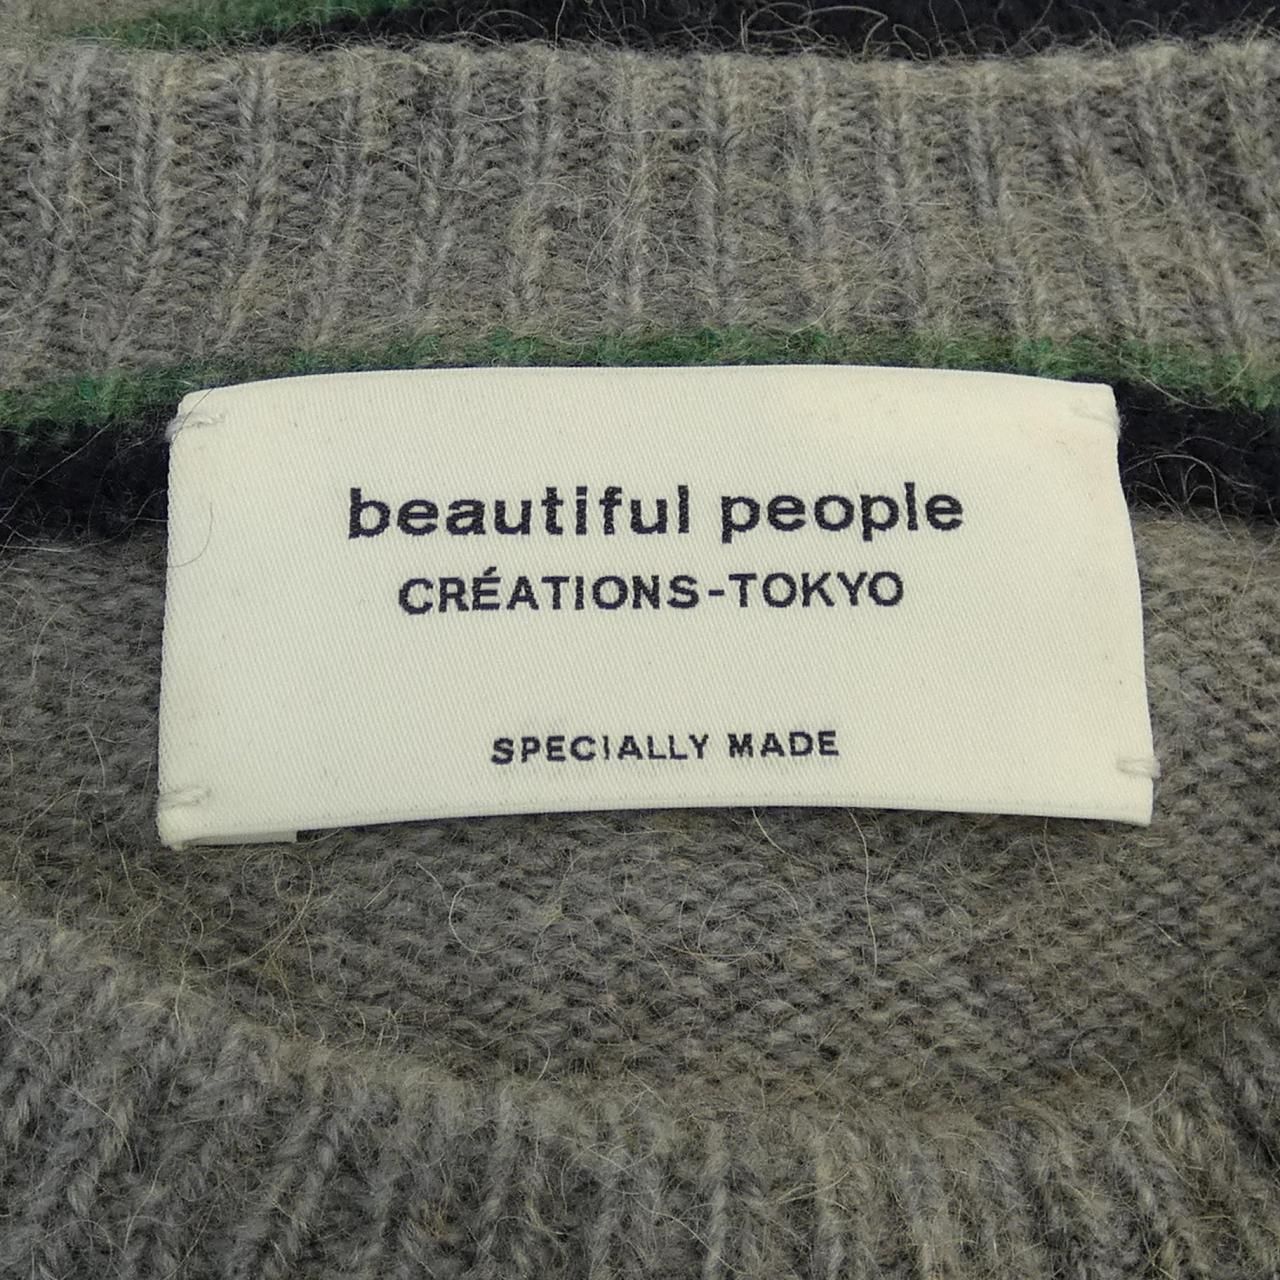 beautiful people
CRÉATIONS-TOKYO
SPECIALLY MADE